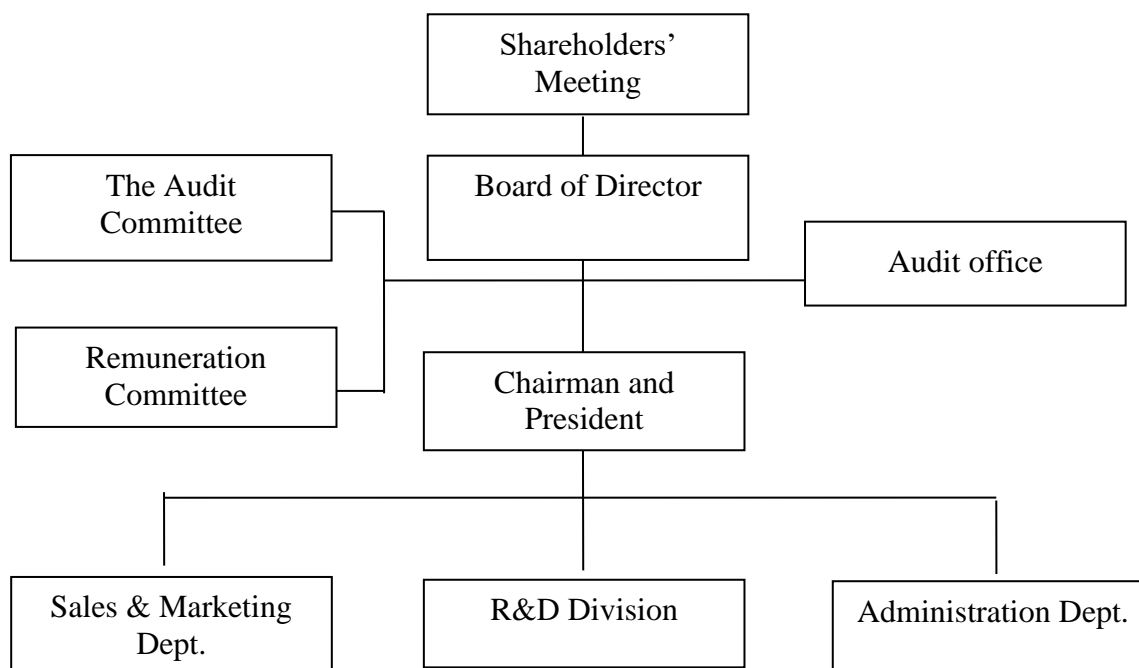 Shareholders’
Meeting
The Audit
Committee
Board of Director
Audit office
Remuneration
Committee
Chairman and
President
Sales & Marketing
Dept.
R&D Division
Administration Dept.